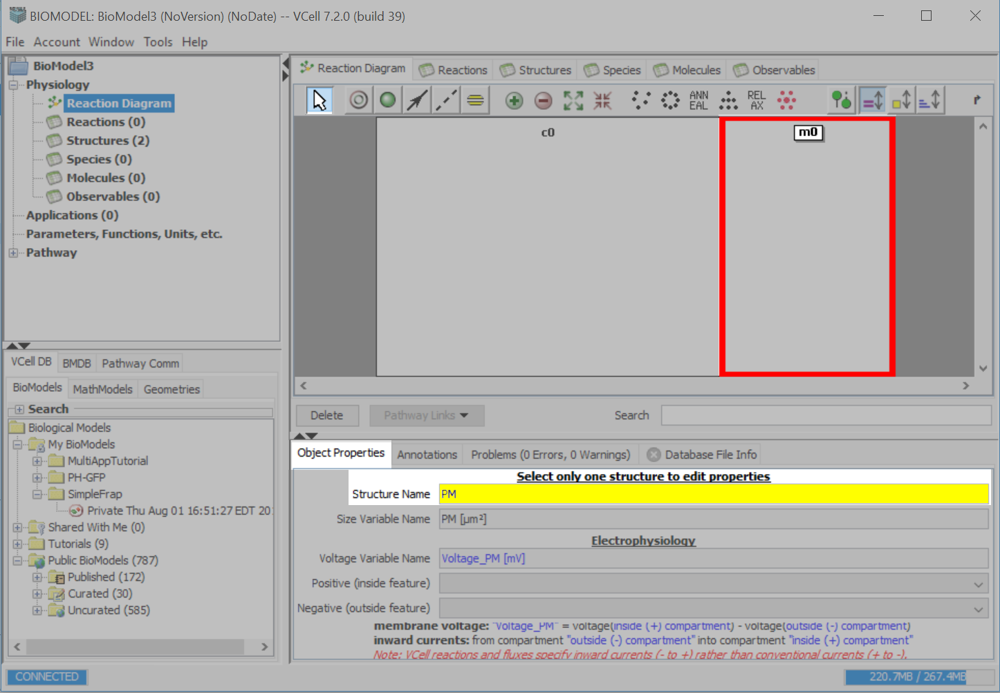 BIOMODEL: BioModel3 (NoVersion) (NoDate) -- VCell 7.2.0 (build 39)
File Account Window Tools Help
BioModel3
Physiology
Reaction Diagram
Reactions (0)
Structures (2)
Species (0)
Molecules (0)
Observables (0)
Applications (0)
Parameters, Functions, Units, etc.
Pathway
VCell DB BMDB Pathway Comm
BioModels MathModels Geometries
Search
Biological Models
My BioModels
MultiAppTutorial
PH-GFP
SimpleFrap
Private Thu Aug 01 16:51:27 EDT 20
Shared With Me (0)
Tutorials (9)
Public BioModels (787)
Published (172)
Curated (30)
Uncurated (585)
Reaction Diagram Reactions Structures Species Molecules Observables
ANN
EAL
REL
AX
c0
m0
Delete Pathway Links Search
Object Properties Annotations Problems (0 Errors, 0 Warnings) Database File Info
Select only one structure to edit properties
Structure Name PM
Size Variable Name PM [µm²]
Electrophysiology
Voltage Variable Name Voltage_PM [mV]
Positive (inside feature)
Negative (outside feature)
membrane voltage: "Voltage_PM" = voltage(inside (+) compartment) - voltage(outside (-) compartment)
inward currents: from compartment "outside (-) compartment" into compartment "inside (+) compartment"
Note: VCell reactions and fluxes specify inward currents (- to +) rather than conventional currents (+ to -).
CONNECTED
220.7MB / 267.4MB